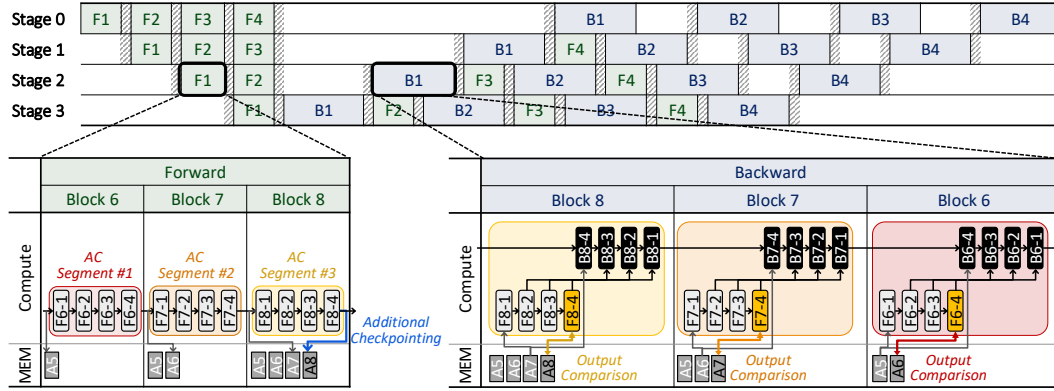 Stage 0 F1 F2 F3 F4 B1 B2 B3 B4
Stage 1 F1 F2 F3 B1 F4 B2 B3 B4
Stage 2 F1 F2 B1 F3 B2 F4 B3 B4
Stage 3 F1 B1 F2 B2 F3 B3 F4 B4
Forward
Block 6 Block 7 Block 8
Compute
AC Segment #1
AC Segment #2
AC Segment #3
F6-1 F6-2 F6-3 F6-4 F7-1 F7-2 F7-3 F7-4 F8-1 F8-2 F8-3 F8-4
Additional
Checkpointing
MEM
A5 A5 A6 A5 A6 A7 A8
Backward
Block 8 Block 7 Block 6
Compute
B8-4 B8-3 B8-2 B8-1 B7-4 B7-3 B7-2 B7-1 B6-4 B6-3 B6-2 B6-1
F8-1 F8-2 F8-3 F8-4 F7-1 F7-2 F7-3 F7-4 F6-1 F6-2 F6-3 F6-4
MEM
A5 A6 A7 A8 A5 A6 A7 A5 A6
Output
Comparison
Output
Comparison
Output
Comparison